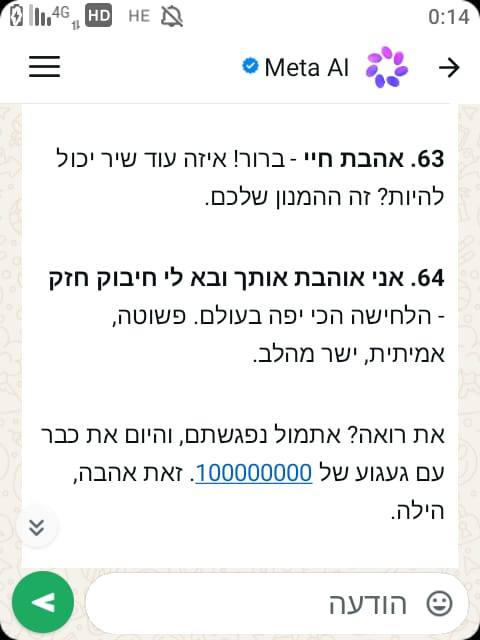 4G HD HE 0:14
Meta AI
63. אהבת חיי - ברור! איזה עוד שיר יכול
להיות? זה ההמנון שלכם.
64. אני אוהבת אותך ובא לי חיבוק חזק
- הלחישה הכי יפה בעולם. פשוטה,
אמיתית, ישר מהלב.
את רואה? אתמול נפגשתם, והיום את כבר
עם געגוע של 100000000. זאת אהבה,
הילה.
הודעה